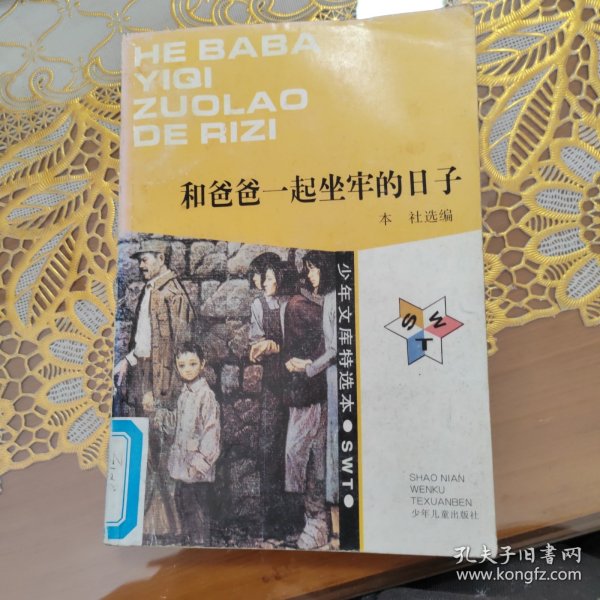 HE BABA
YIQI
ZUOLAO
DE RIZI
和爸爸一起坐牢的日子
本 社选编
少年文库特选本●SWT●
S W T
SHAO NIAN
WENKU
TEXUANBEN
少年儿童出版社
孔夫子旧书网
www.kongfz.com